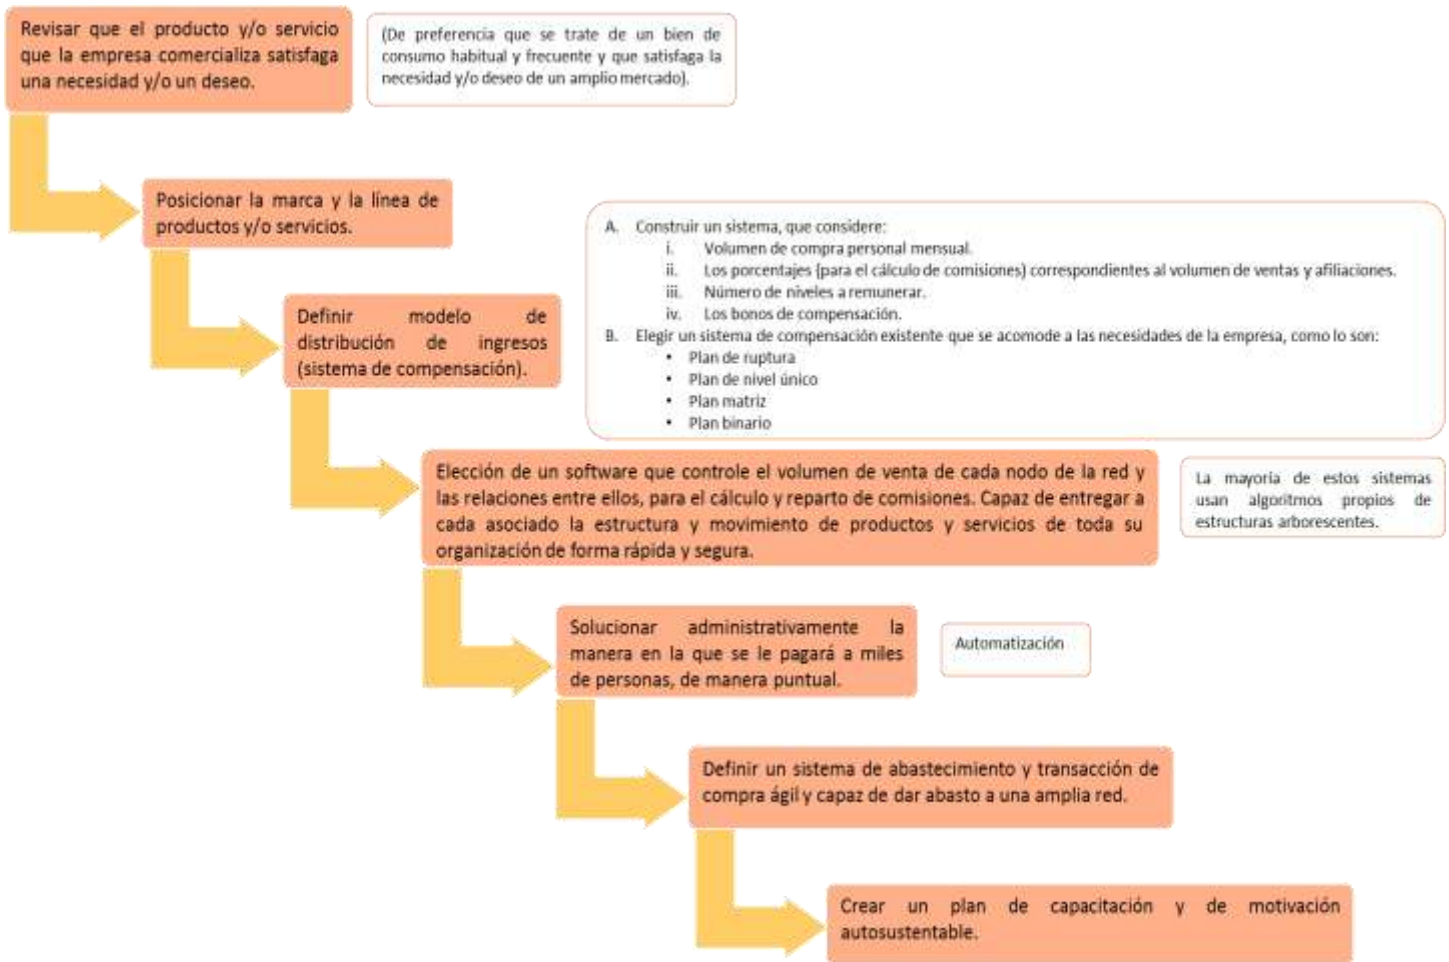 Revisar que el producto y/o servicio
que la empresa comercializa satisfaga
una necesidad y/o un deseo.
(De preferencia que se trate de un bien de
consumo habitual y frecuente y que satisfaga la
necesidad y/o deseo de un amplio mercado).
Posicionar la marca y la línea de
productos y/o servicios.
A. Construir un sistema, que considere:
i. Volumen de compra personal mensual.
ii. Los porcentajes (para el cálculo de comisiones) correspondientes al volumen de ventas y afiliaciones.
iii. Número de niveles a remunerar.
iv. Los bonos de compensación.
B. Elegir un sistema de compensación existente que se acomode a las necesidades de la empresa, como lo son:
• Plan de ruptura
• Plan de nivel único
• Plan matriz
• Plan binario
Definir modelo de
distribución de ingresos
(sistema de compensación).
Elección de un software que controle el volumen de venta de cada nodo de la red y
las relaciones entre ellos, para el cálculo y reparto de comisiones. Capaz de entregar a
cada asociado la estructura y movimiento de productos y servicios de toda su
organización de forma rápida y segura.
La mayoría de estos sistemas
usan algoritmos propios de
estructuras arborescentes.
Solucionar administrativamente la
manera en la que se le pagará a miles
de personas, de manera puntual.
Automatización
Definir un sistema de abastecimiento y transacción de
compra ágil y capaz de dar abasto a una amplia red.
Crear un plan de capacitación y de motivación
autosustentable.